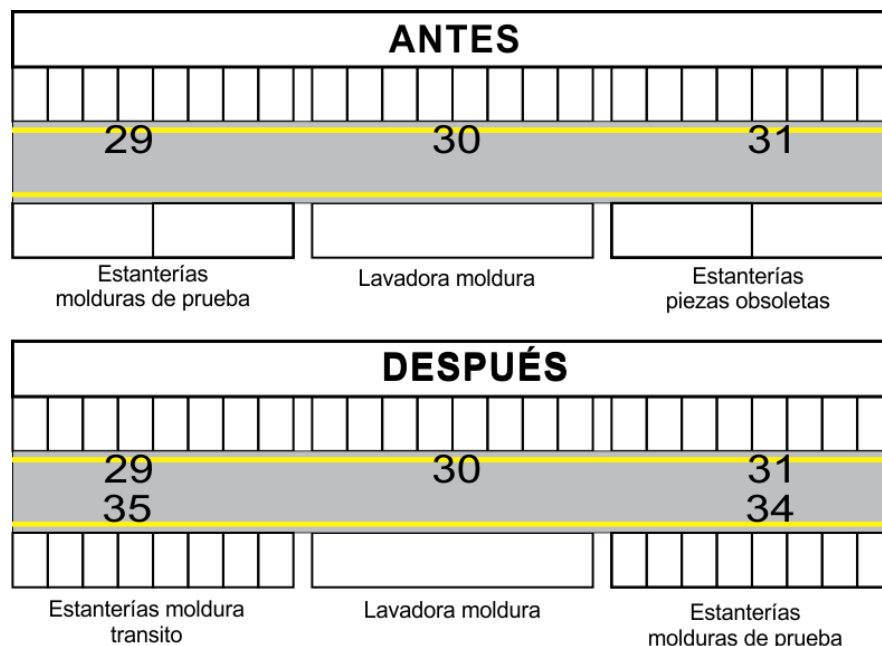 ANTES
29 30 31
Estanterías Lavadora moldura Estanterías
molduras de prueba piezas obsoletas
DESPUÉS
29 30 31
35 34
Estanterías moldura Lavadora moldura Estanterías
transito molduras de prueba